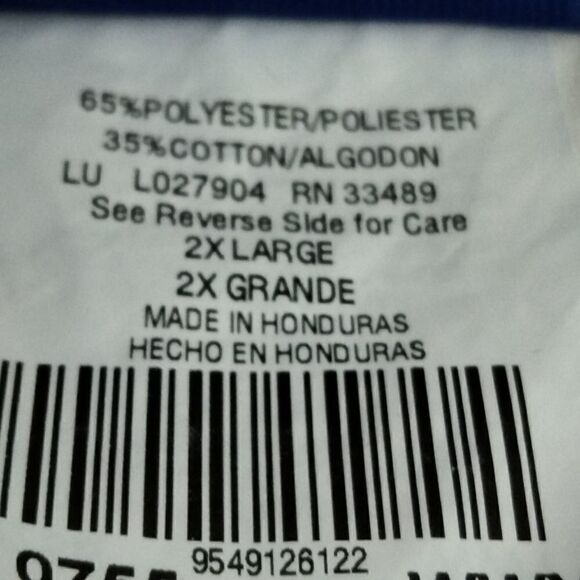 65%POLYESTER/POLIESTER
35%COTTON/ALGODON
LU L027904 RN 33489
See Reverse Side for Care
2X LARGE
2X GRANDE
MADE IN HONDURAS
HECHO EN HONDURAS
9549126122